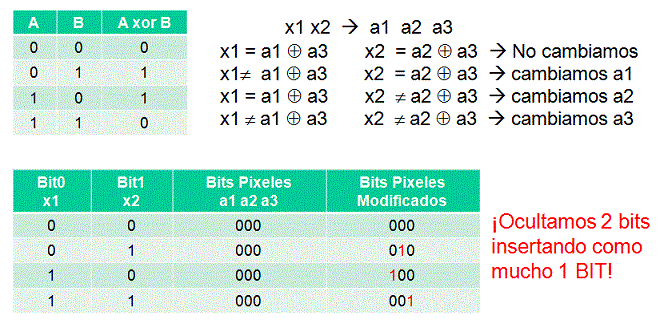 A B A xor B
0 0 0
0 1 1
1 0 1
1 1 0
x1 x2 → a1 a2 a3
x1 = a1 ⊕ a3 x2 = a2 ⊕ a3 → No cambiamos
x1 ≠ a1 ⊕ a3 x2 = a2 ⊕ a3 → cambiamos a1
x1 = a1 ⊕ a3 x2 ≠ a2 ⊕ a3 → cambiamos a2
x1 ≠ a1 ⊕ a3 x2 ≠ a2 ⊕ a3 → cambiamos a3
Bit0 Bit1 Bits Pixeles Bits Pixeles
x1 x2 a1 a2 a3 Modificados
0 0 000 000
0 1 000 010
1 0 000 100
1 1 000 001
¡Ocultamos 2 bits
insertando como
mucho 1 BIT!